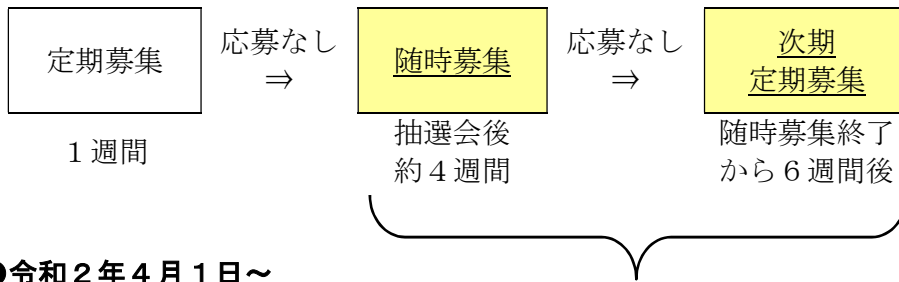 定期募集
応募なし
⇒
随時募集
応募なし
⇒
次期
定期募集
１週間
抽選会後
約４週間
随時募集終了
から６週間後
●令和２年４月１日～